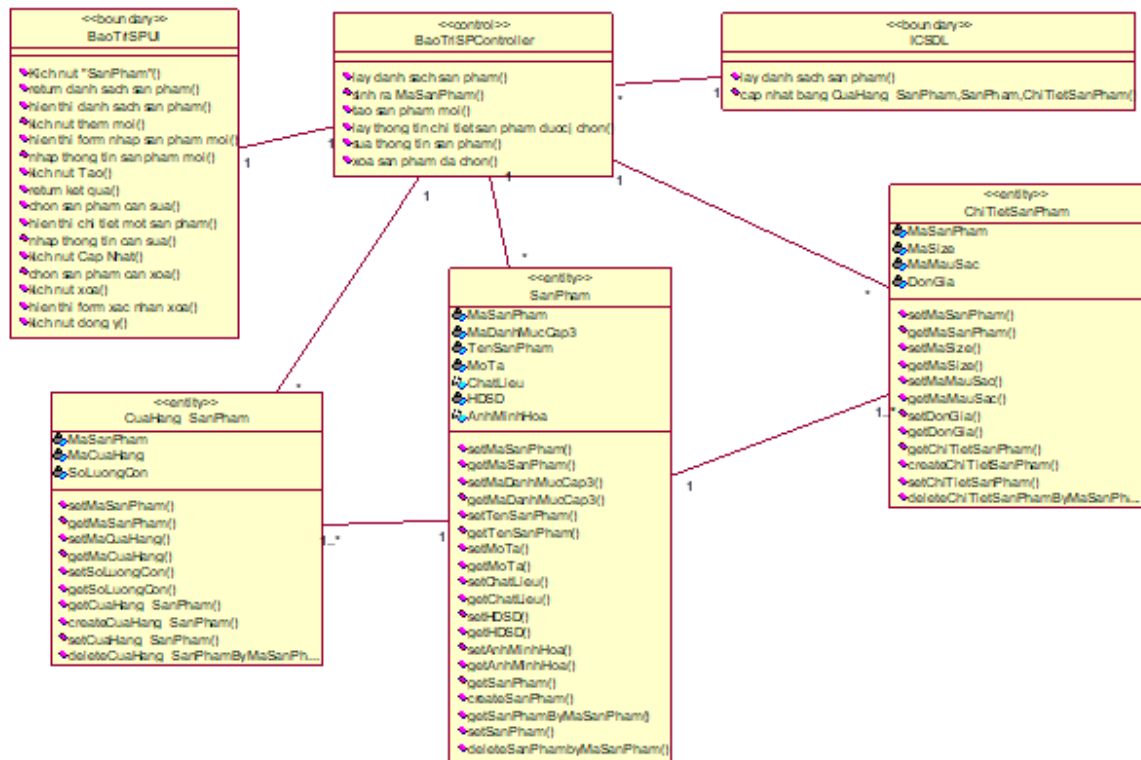 <<boundary>>
BaoTriSPUI
Kich nut "SanPham"()
return danh sach san pham()
hien thi danh sach san pham()
kich nut them moi()
hien thi form nhap san pham moi()
nhap thong tin san pham moi()
kich nut Tao()
return ket qua()
chon san pham can sua()
hien thi chi tiet mot san pham()
nhap thong tin can sua()
kich nut Cap Nhat()
chon san pham can xoa()
kich nut xoa()
hien thi form xac nhan xoa()
kich nut dong y()
<<control>>
BaoTriSPController
lay danh sach san pham()
sinh ra MaSanPham()
tao san pham moi()
lay thong tin chi tiet san pham duocj chon()
sua thong tin san pham()
xoa san pham da chon()
<<boundary>>
ICSDL
lay danh sach san pham()
cap nhat bang CuaHang_SanPham,SanPham,ChiTietSanPham()
1
1
*
1
1
*
1
*
1
*
<<entity>>
ChiTietSanPham
MaSanPham
MaSize
MaMauSac
DonGia
setMaSanPham()
getMaSanPham()
setMaSize()
getMaSize()
setMaMauSac()
getMaMauSac()
setDonGia()
getDonGia()
getChiTietSanPham()
createChiTietSanPham()
setChiTietSanPham()
deleteChiTietSanPhamByMaSanPh...
<<entity>>
SanPham
MaSanPham
MaDanhMucCap3
TenSanPham
MoTa
ChatLieu
HDSD
AnhMinhHoa
setMaSanPham()
getMaSanPham()
setMaDanhMucCap3()
getMaDanhMucCap3()
setTenSanPham()
getTenSanPham()
setMoTa()
getMoTa()
setChatLieu()
getChatLieu()
setHDSD()
getHDSD()
setAnhMinhHoa()
getAnhMinhHoa()
getSanPham()
createSanPham()
getSanPhamByMaSanPham()
setSanPham()
deleteSanPhambyMaSanPham()
<<entity>>
CuaHang_SanPham
MaSanPham
MaCuaHang
SoLuongCon
setMaSanPham()
getMaSanPham()
setMaCuaHang()
getMaCuaHang()
setSoLuongCon()
getSoLuongCon()
getCuaHang_SanPham()
createCuaHang_SanPham()
setCuaHang_SanPham()
deleteCuaHang_SanPhamByMaSanPh...
1..*
1
1
1..*